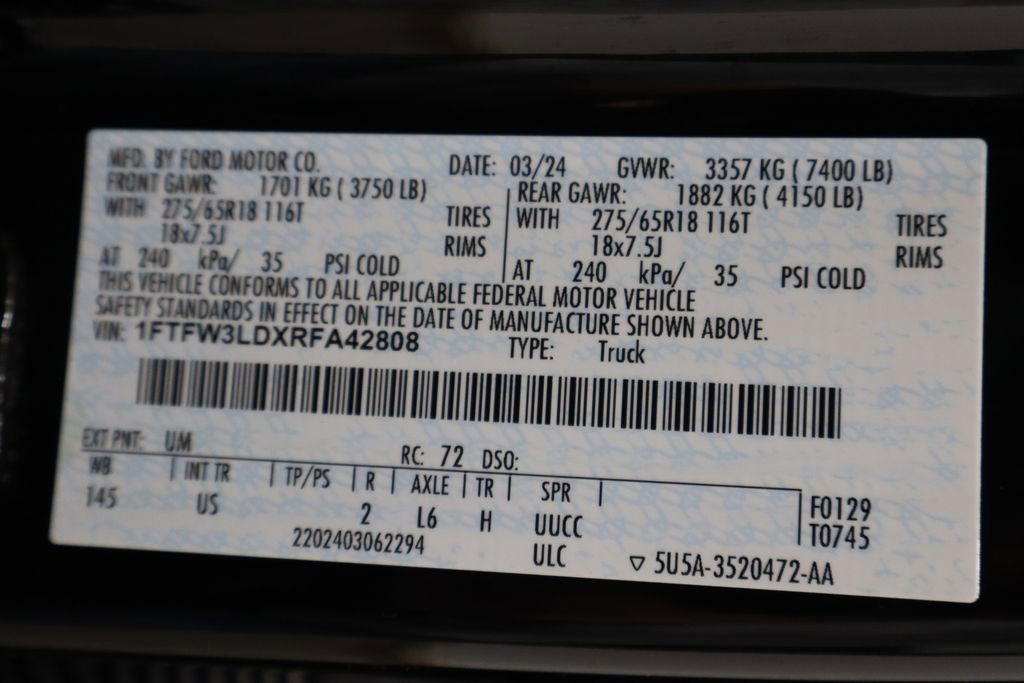 MFD. BY FORD MOTOR CO. DATE: 03/24 GVWR: 3357 KG ( 7400 LB)
FRONT GAWR: 1701 KG ( 3750 LB) REAR GAWR: 1882 KG ( 4150 LB)
WITH 275/65R18 116T TIRES WITH 275/65R18 116T TIRES
18x7.5J RIMS 18x7.5J RIMS
AT 240 kPa/ 35 PSI COLD AT 240 kPa/ 35 PSI COLD
THIS VEHICLE CONFORMS TO ALL APPLICABLE FEDERAL MOTOR VEHICLE
SAFETY STANDARDS IN EFFECT ON THE DATE OF MANUFACTURE SHOWN ABOVE.
VIN: 1FTFW3LDXRFA42808 TYPE: Truck
EXT PNT: UM RC: 72 DSO:
WB INT TR TP/PS R AXLE TR SPR F0129
145 US 2 L6 H UUCC T0745
2202403062294 ULC ▽ 5U5A-3520472-AA